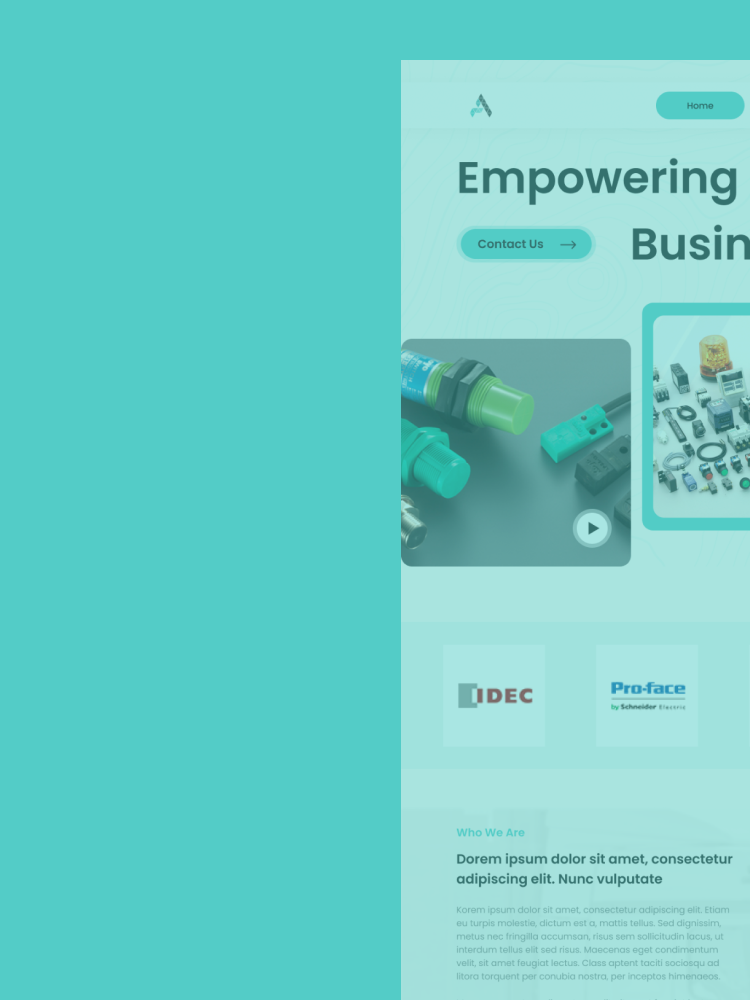 Home
Empowering
Contact Us
Busin
IDEC
Pro-face
by Schneider Electric
Who We Are
Dorem ipsum dolor sit amet, consectetur
adipiscing elit. Nunc vulputate
Korem ipsum dolor sit amet, consectetur adipiscing elit. Etiam
eu turpis molestie, dictum est a, mattis tellus. Sed dignissim,
metus nec fringilla accumsan, risus sem sollicitudin lacus, ut
interdum tellus elit sed risus. Maecenas eget condimentum
velit, sit amet feugiat lectus. Class aptent taciti sociosqu ad
litora torquent per conubia nostra, per inceptos himenaeos.